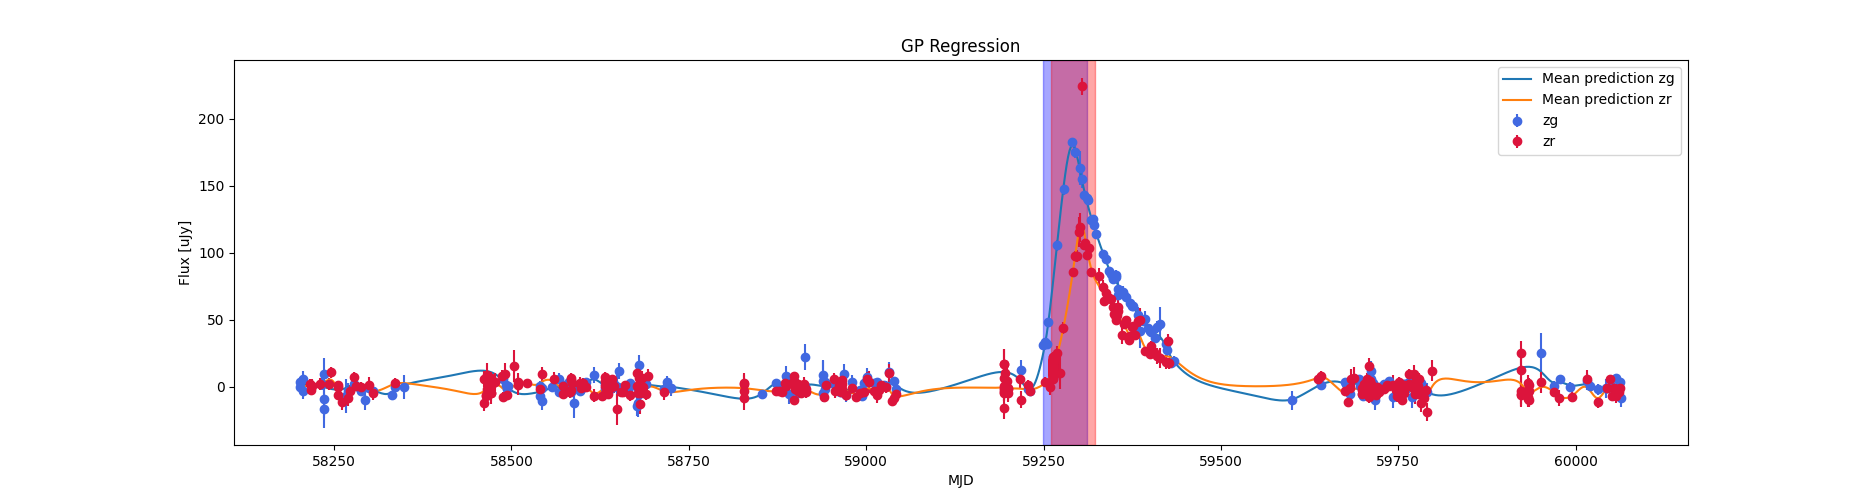 GP Regression
Mean prediction zg
Mean prediction zr
zg
zr
Flux [uJy]
200
150
100
50
0
58250 58500 58750 59000 59250 59500 59750 60000
MJD